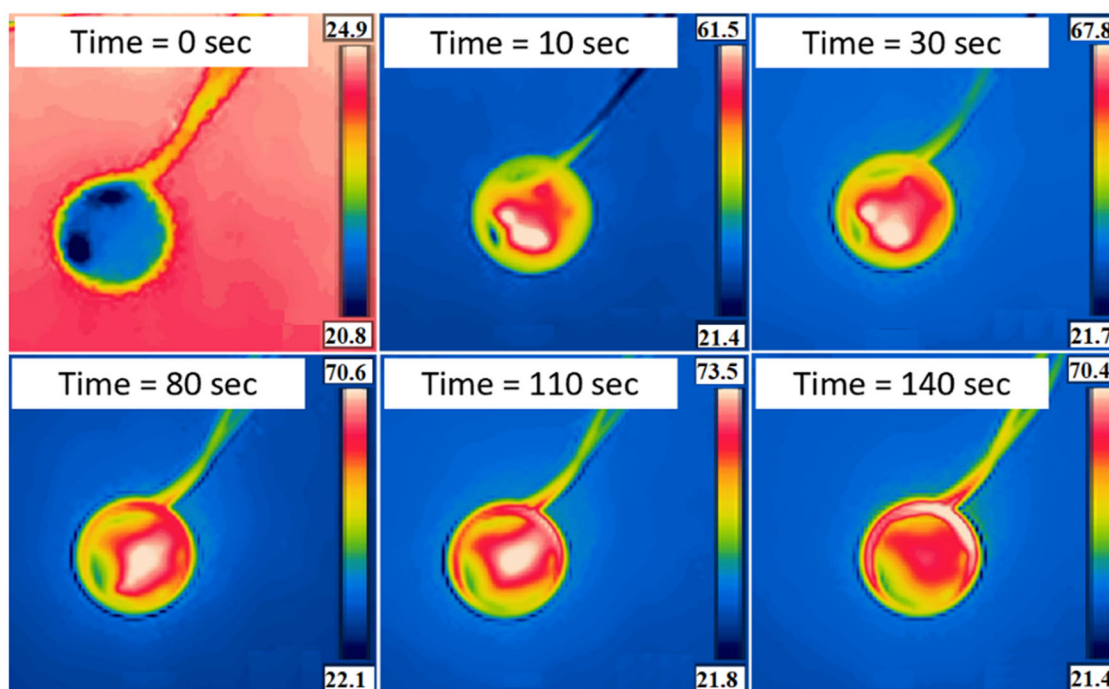 Time = 0 sec
24.9
20.8
Time = 10 sec
61.5
21.4
Time = 30 sec
67.8
21.7
Time = 80 sec
70.6
22.1
Time = 110 sec
73.5
21.8
Time = 140 sec
70.4
21.4